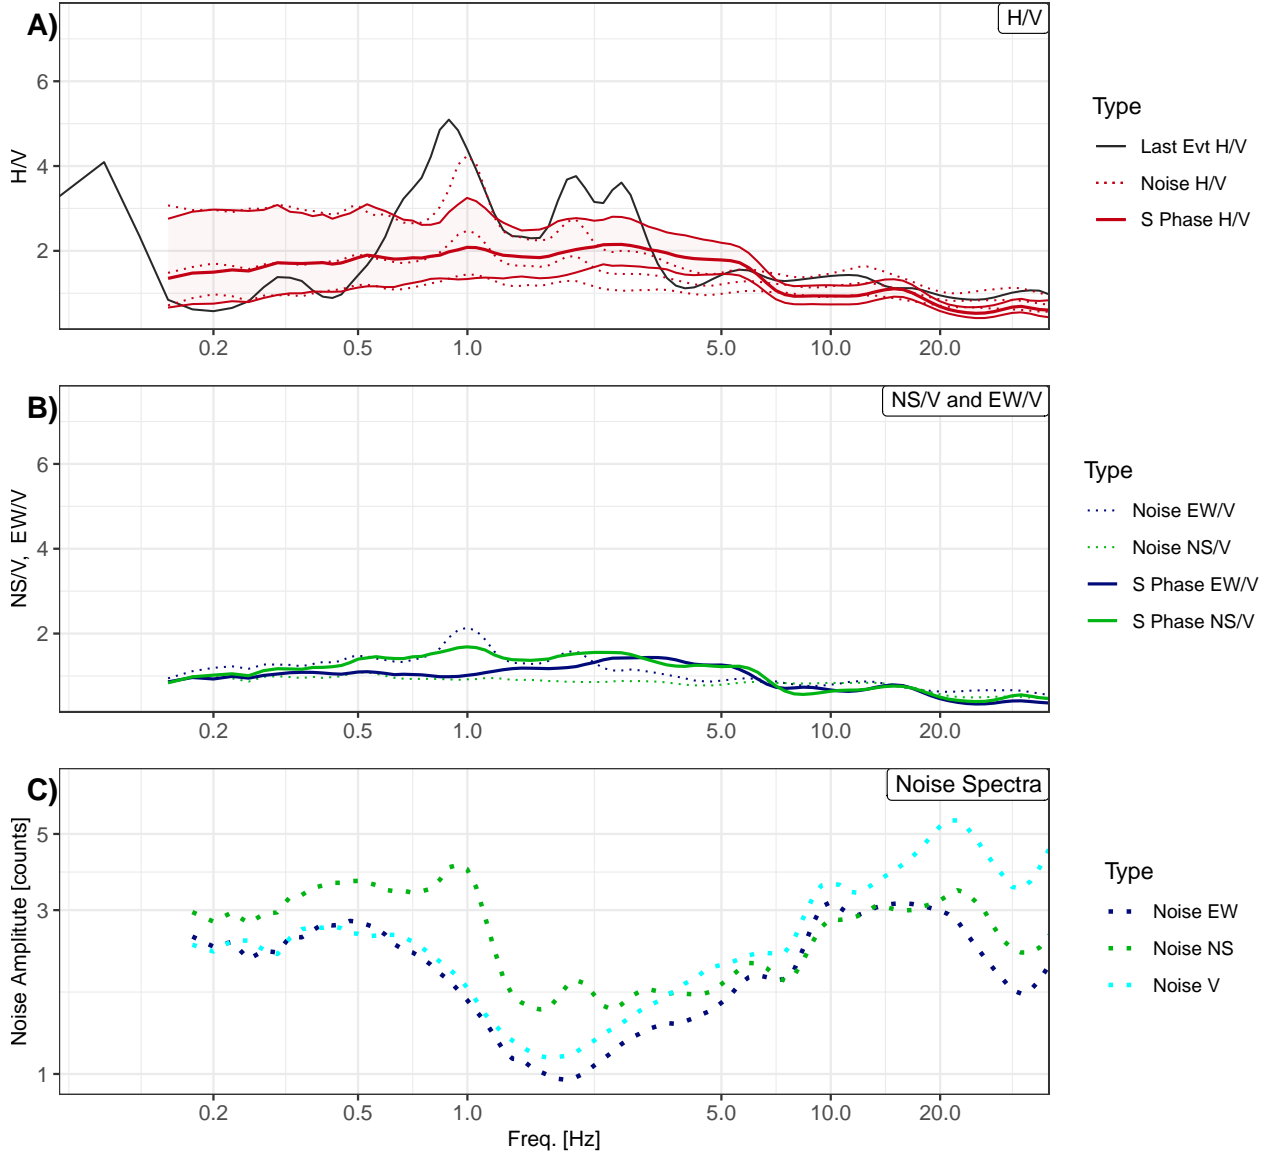 A)
H/V
6
4
2
H/V
0.2 0.5 1.0 5.0 10.0 20.0
Type
Last Evt H/V
Noise H/V
S Phase H/V
B)
NS/V and EW/V
6
4
2
NS/V, EW/V
0.2 0.5 1.0 5.0 10.0 20.0
Type
Noise EW/V
Noise NS/V
S Phase EW/V
S Phase NS/V
C)
Noise Spectra
5
3
1
Noise Amplitude [counts]
0.2 0.5 1.0 5.0 10.0 20.0
Freq. [Hz]
Type
Noise EW
Noise NS
Noise V